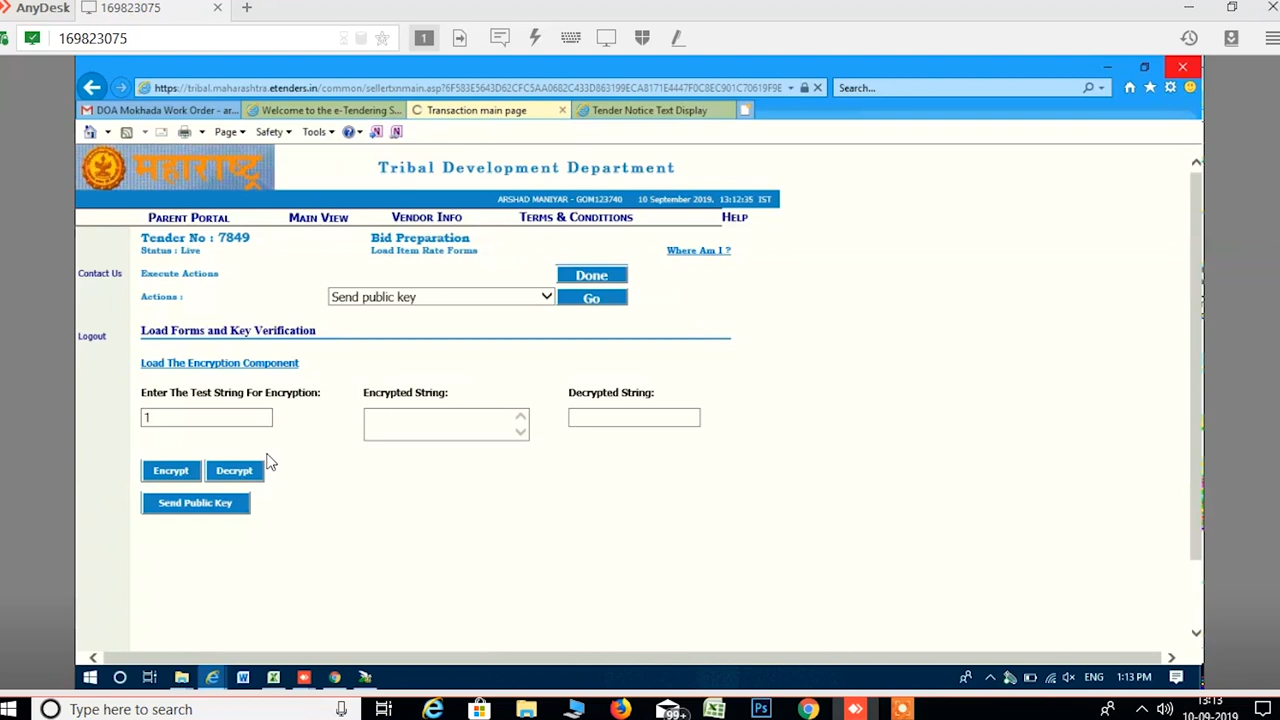 AnyDesk
169823075
169823075
1
https://tribal.maharashtra.etenders.in/common/sellertxnmain.asp?6F583E5643D62CFC5AA0682C433D863199ECA8171E4447F0C8EC901C70619F9E
Search...
DOA Mokhada Work Order - ar...
Welcome to the e-Tendering S...
Transaction main page
Tender Notice Text Display
Page
Safety
Tools
महाराष्ट्र
Tribal Development Department
ARSHAD MANIYAR - GOM123740 10 September 2019, 13:12:35 IST
PARENT PORTAL
MAIN VIEW
VENDOR INFO
TERMS & CONDITIONS
HELP
Tender No : 7849
Bid Preparation
Status : Live
Load Item Rate Forms
Where Am I ?
Contact Us
Execute Actions
Done
Actions :
Send public key
Go
Load Forms and Key Verification
Logout
Load The Encryption Component
Enter The Test String For Encryption:
Encrypted String:
Decrypted String:
1
Encrypt
Decrypt
Send Public Key
ENG
1:13 PM
Type here to search
99+
13:13
10-09-2019